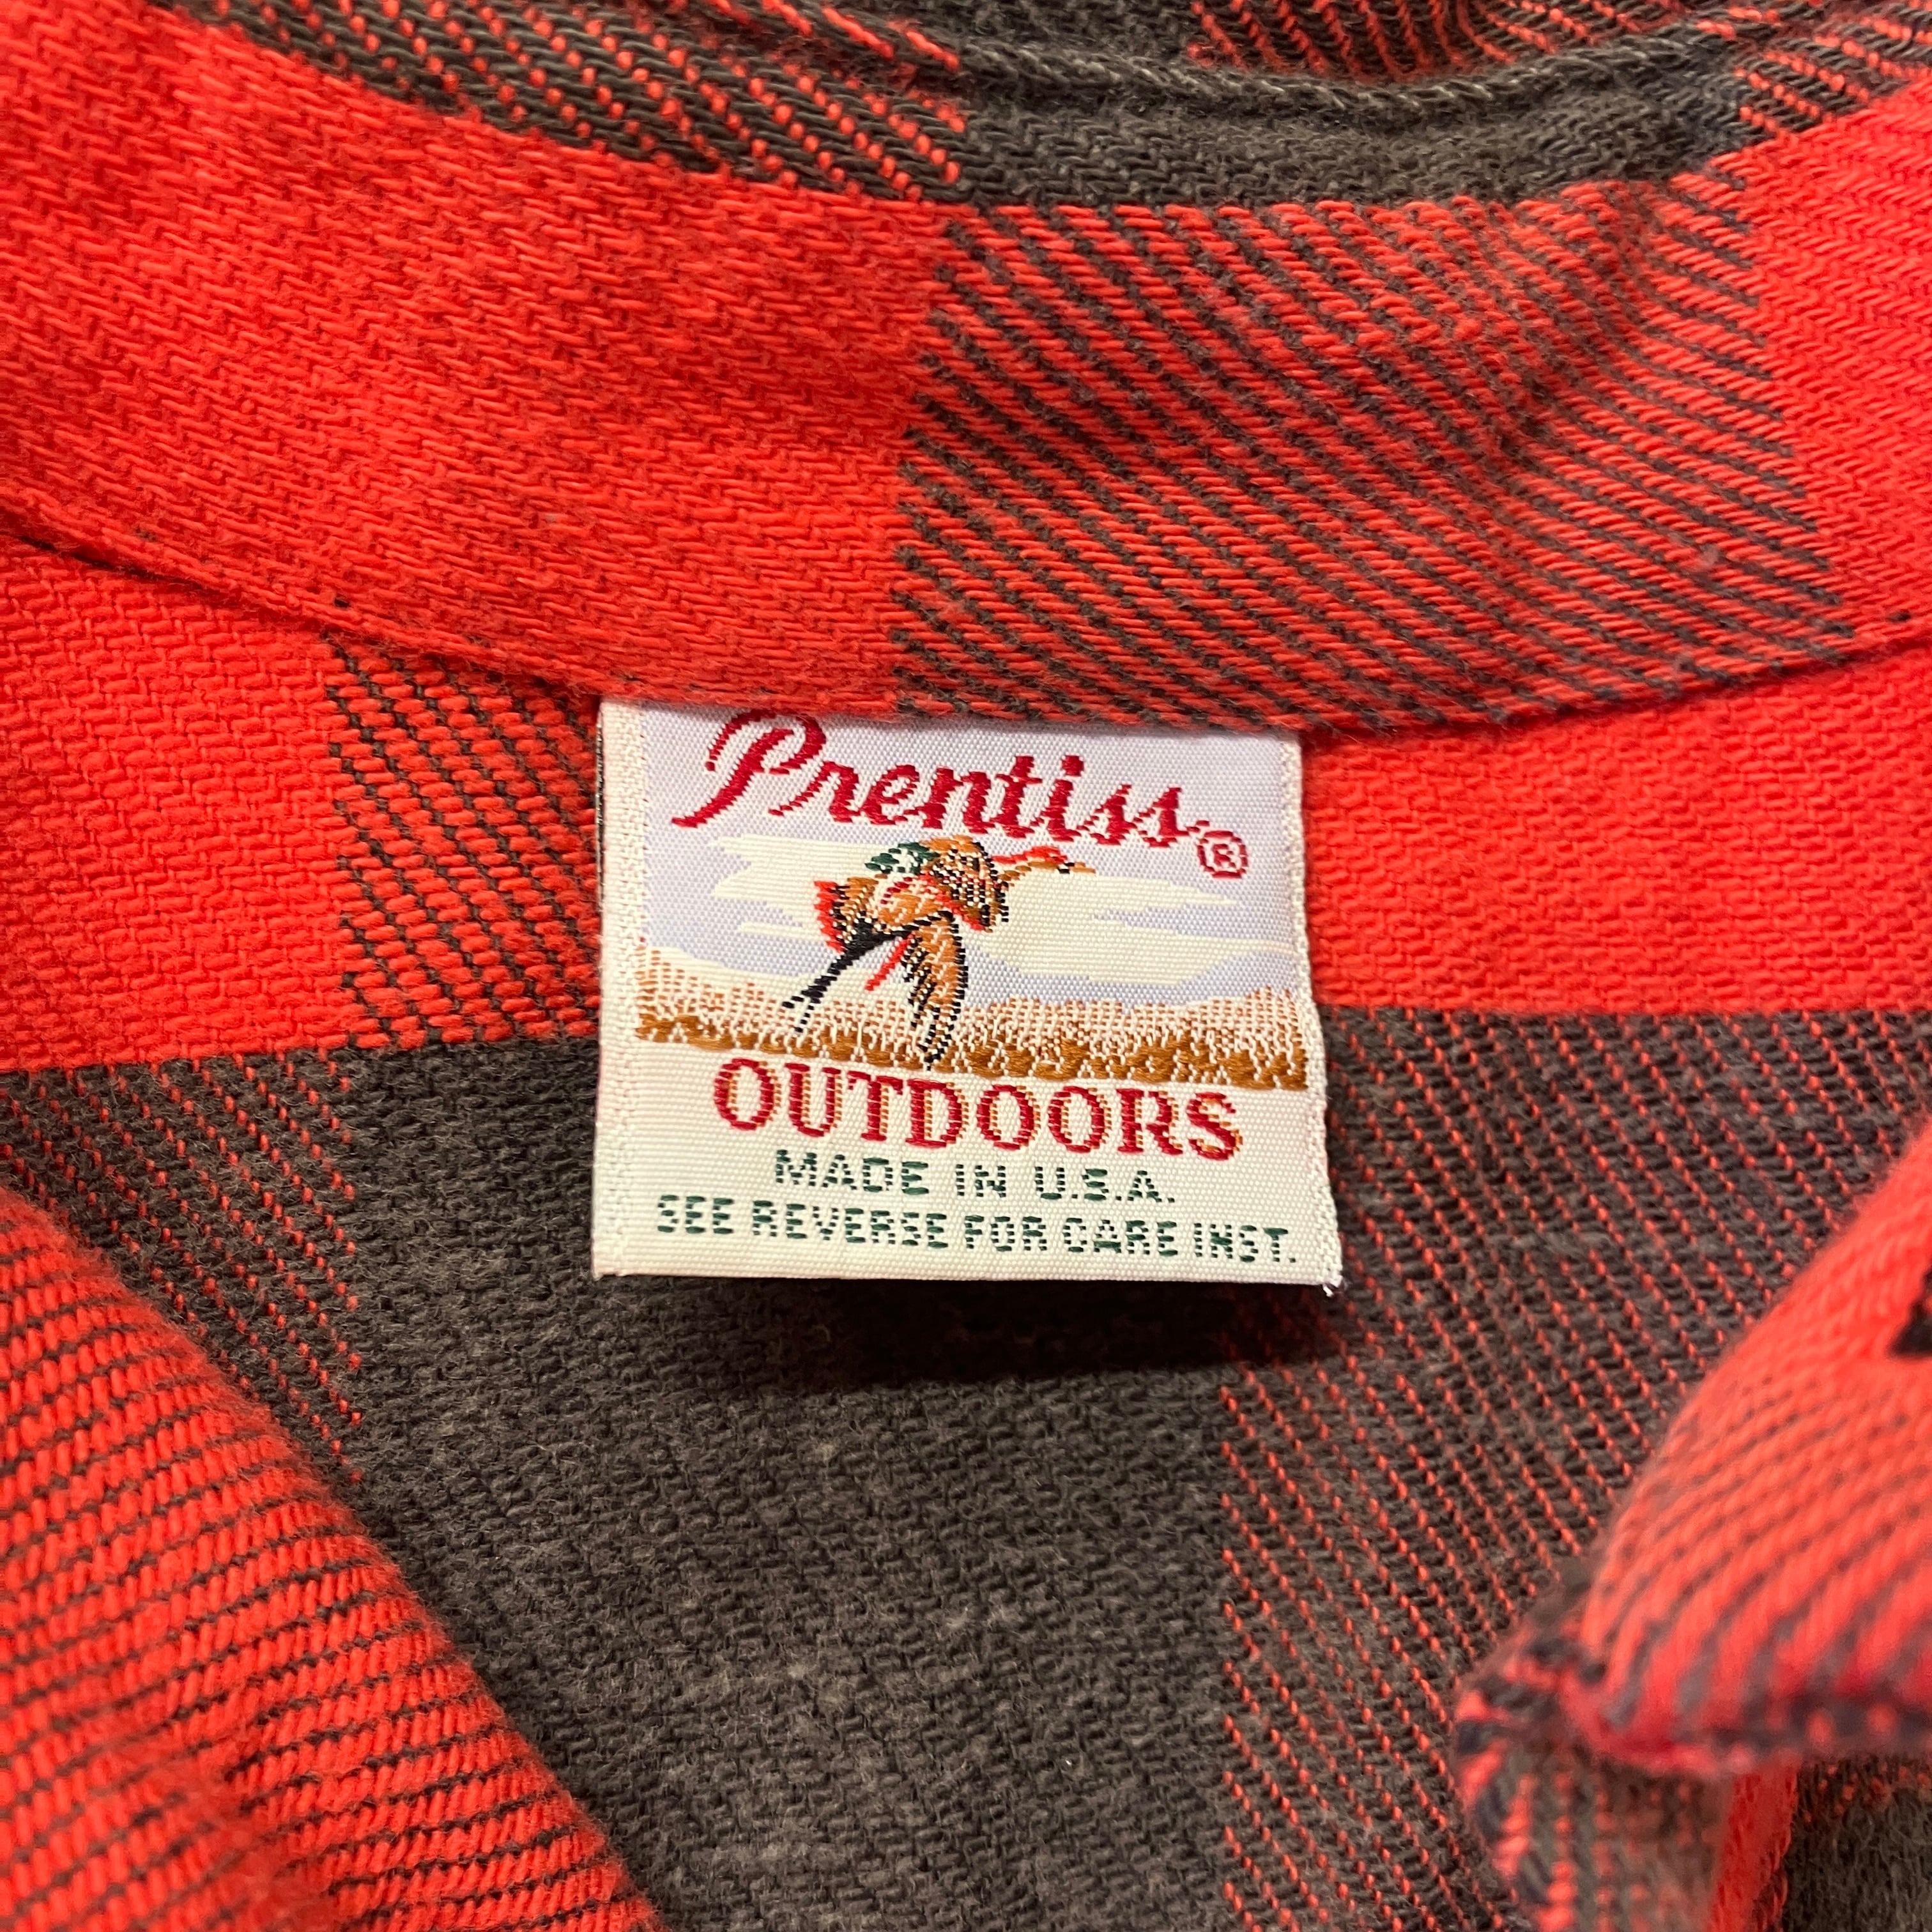 Prentiss®
OUTDOORS
MADE IN U.S.A.
SEE REVERSE FOR CARE INST.